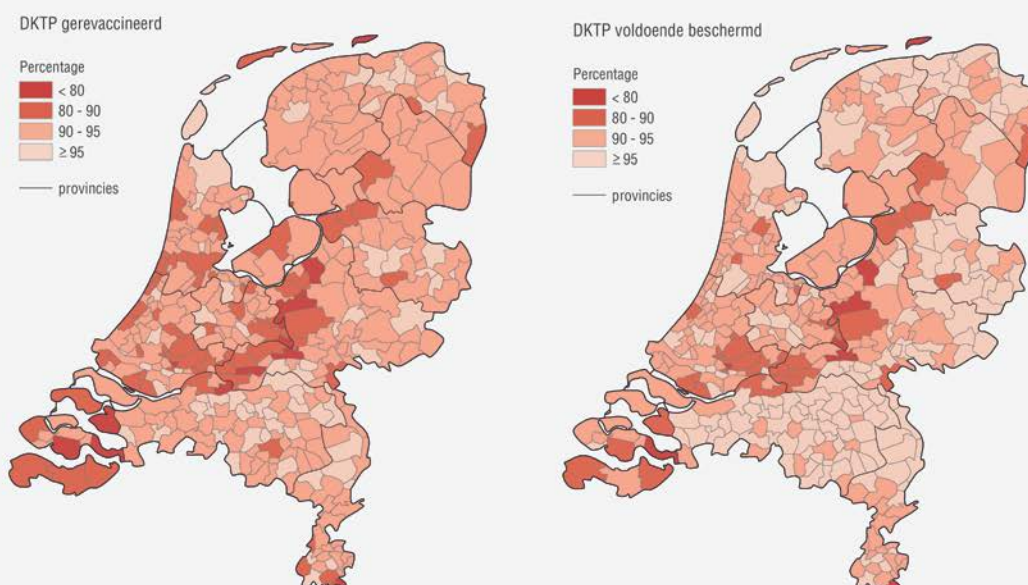 DKTP gerevaccineerd
Percentage
< 80
80 - 90
90 - 95
≥ 95
provincies
DKTP voldoende beschermd
Percentage
< 80
80 - 90
90 - 95
≥ 95
provincies